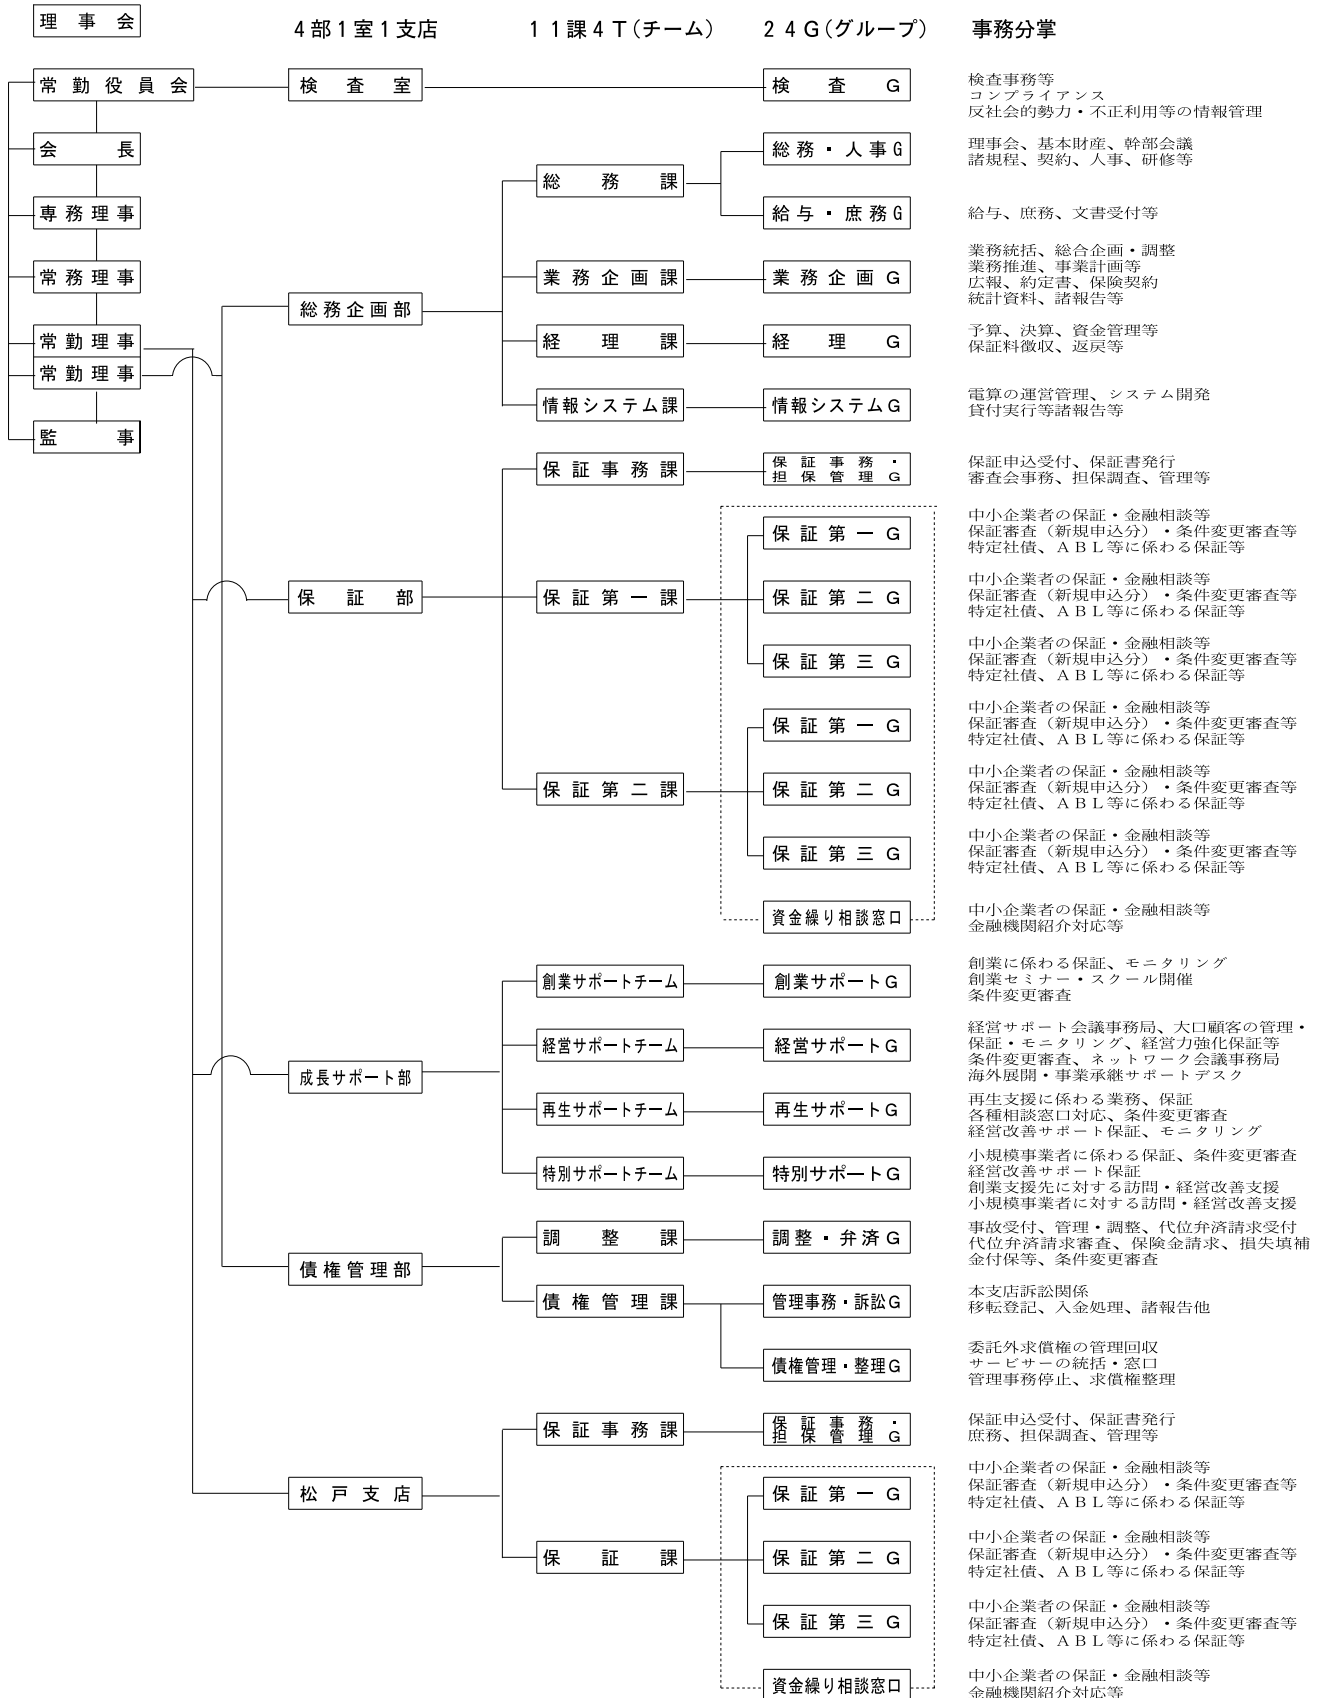 理事会
4部1室1支店
11課4T(チーム)
24G(グループ)
事務分掌
常勤役員会
検査室
検査G
検査事務等
コンプライアンス
反社会的勢力・不正利用等の情報管理
会長
専務理事
常務理事
常勤理事
常勤理事
監事
総務企画部
総務課
総務・人事G
理事会、基本財産、幹部会議
諸規程、契約、人事、研修等
給与・庶務G
給与、庶務、文書受付等
業務企画課
業務企画G
業務統括、総合企画・調整
業務推進、事業計画等
広報、約定書、保険契約
統計資料、諸報告等
経理課
経理G
予算、決算、資金管理等
保証料徴収、返戻等
情報システム課
情報システムG
電算の運営管理、システム開発
貸付実行等諸報告等
保証部
保証事務課
保証事務・
担保管理G
保証申込受付、保証書発行
審査会事務、担保調査、管理等
保証第一課
保証第一G
中小企業者の保証・金融相談等
保証審査（新規申込分）・条件変更審査等
特定社債、ABL等に係わる保証等
保証第二G
中小企業者の保証・金融相談等
保証審査（新規申込分）・条件変更審査等
特定社債、ABL等に係わる保証等
保証第三G
中小企業者の保証・金融相談等
保証審査（新規申込分）・条件変更審査等
特定社債、ABL等に係わる保証等
保証第二課
保証第一G
中小企業者の保証・金融相談等
保証審査（新規申込分）・条件変更審査等
特定社債、ABL等に係わる保証等
保証第二G
中小企業者の保証・金融相談等
保証審査（新規申込分）・条件変更審査等
特定社債、ABL等に係わる保証等
保証第三G
中小企業者の保証・金融相談等
保証審査（新規申込分）・条件変更審査等
特定社債、ABL等に係わる保証等
資金繰り相談窓口
中小企業者の保証・金融相談等
金融機関紹介対応等
成長サポート部
創業サポートチーム
創業サポートG
創業に係わる保証、モニタリング
創業セミナー・スクール開催
条件変更審査
経営サポートチーム
経営サポートG
経営サポート会議事務局、大口顧客の管理・
保証・モニタリング、経営力強化保証等
条件変更審査、ネットワーク会議事務局
海外展開・事業承継サポートデスク
再生サポートチーム
再生サポートG
再生支援に係わる業務、保証
各種相談窓口対応、条件変更審査
経営改善サポート保証、モニタリング
特別サポートチーム
特別サポートG
小規模事業者に係わる保証、条件変更審査
経営改善サポート保証
創業支援先に対する訪問・経営改善支援
小規模事業者に対する訪問・経営改善支援
債権管理部
調整課
調整・弁済G
事故受付、管理・調整、代位弁済請求受付
代位弁済請求審査、保険金請求、損失填補
金付保等、条件変更審査
債権管理課
管理事務・訴訟G
本支店訴訟関係
移転登記、入金処理、諸報告他
債権管理・整理G
委託外求償権の管理回収
サービサーの統括・窓口
管理事務停止、求償権整理
松戸支店
保証事務課
保証事務・
担保管理G
保証申込受付、保証書発行
庶務、担保調査、管理等
保証課
保証第一G
中小企業者の保証・金融相談等
保証審査（新規申込分）・条件変更審査等
特定社債、ABL等に係わる保証等
保証第二G
中小企業者の保証・金融相談等
保証審査（新規申込分）・条件変更審査等
特定社債、ABL等に係わる保証等
保証第三G
中小企業者の保証・金融相談等
保証審査（新規申込分）・条件変更審査等
特定社債、ABL等に係わる保証等
資金繰り相談窓口
中小企業者の保証・金融相談等
金融機関紹介対応等